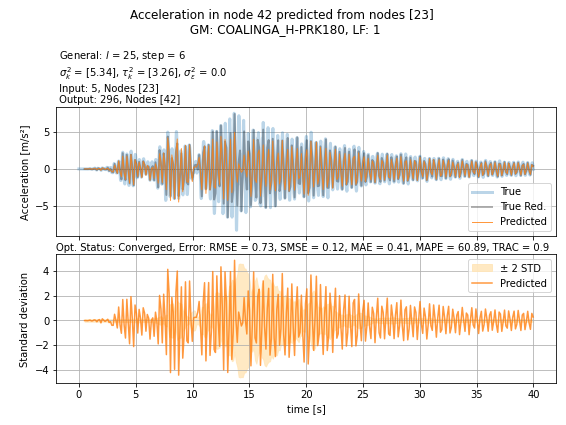 Acceleration in node 42 predicted from nodes [23]
GM: COALINGA_H-PRK180, LF: 1
General: l = 25, step = 6
σ²ₖ = [5.34], τ²ₖ = [3.26], σ²ε = 0.0
Input: 5, Nodes [23]
Output: 296, Nodes [42]
Acceleration [m/s²]
5
0
−5
True
True Red.
Predicted
Opt. Status: Converged, Error: RMSE = 0.73, SMSE = 0.12, MAE = 0.41, MAPE = 60.89, TRAC = 0.9
Standard deviation
4
2
0
−2
−4
± 2 STD
Predicted
0 5 10 15 20 25 30 35 40
time [s]